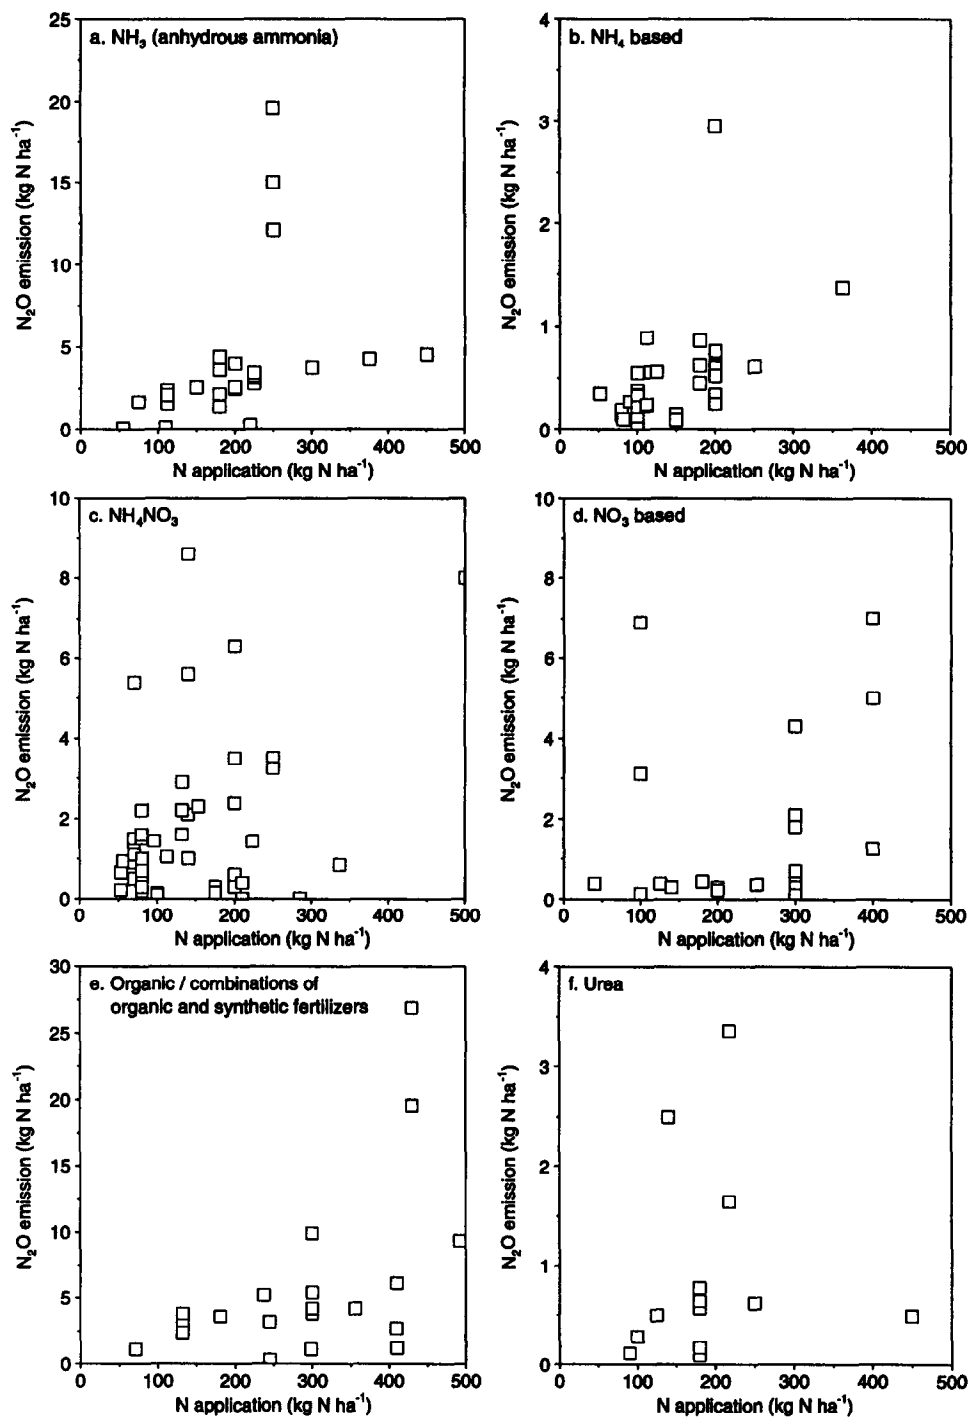 a. NH₃ (anhydrous ammonia)
25
20
15
10
5
0
N₂O emission (kg N ha⁻¹)
0 100 200 300 400 500
N application (kg N ha⁻¹)
b. NH₄ based
4
3
2
1
0
N₂O emission (kg N ha⁻¹)
0 100 200 300 400 500
N application (kg N ha⁻¹)
c. NH₄NO₃
10
8
6
4
2
0
N₂O emission (kg N ha⁻¹)
0 100 200 300 400 500
N application (kg N ha⁻¹)
d. NO₃ based
10
8
6
4
2
0
N₂O emission (kg N ha⁻¹)
0 100 200 300 400 500
N application (kg N ha⁻¹)
e. Organic / combinations of
organic and synthetic fertilizers
30
25
20
15
10
5
0
N₂O emission (kg N ha⁻¹)
0 100 200 300 400 500
N application (kg N ha⁻¹)
f. Urea
4
3
2
1
0
N₂O emission (kg N ha⁻¹)
0 100 200 300 400 500
N application (kg N ha⁻¹)